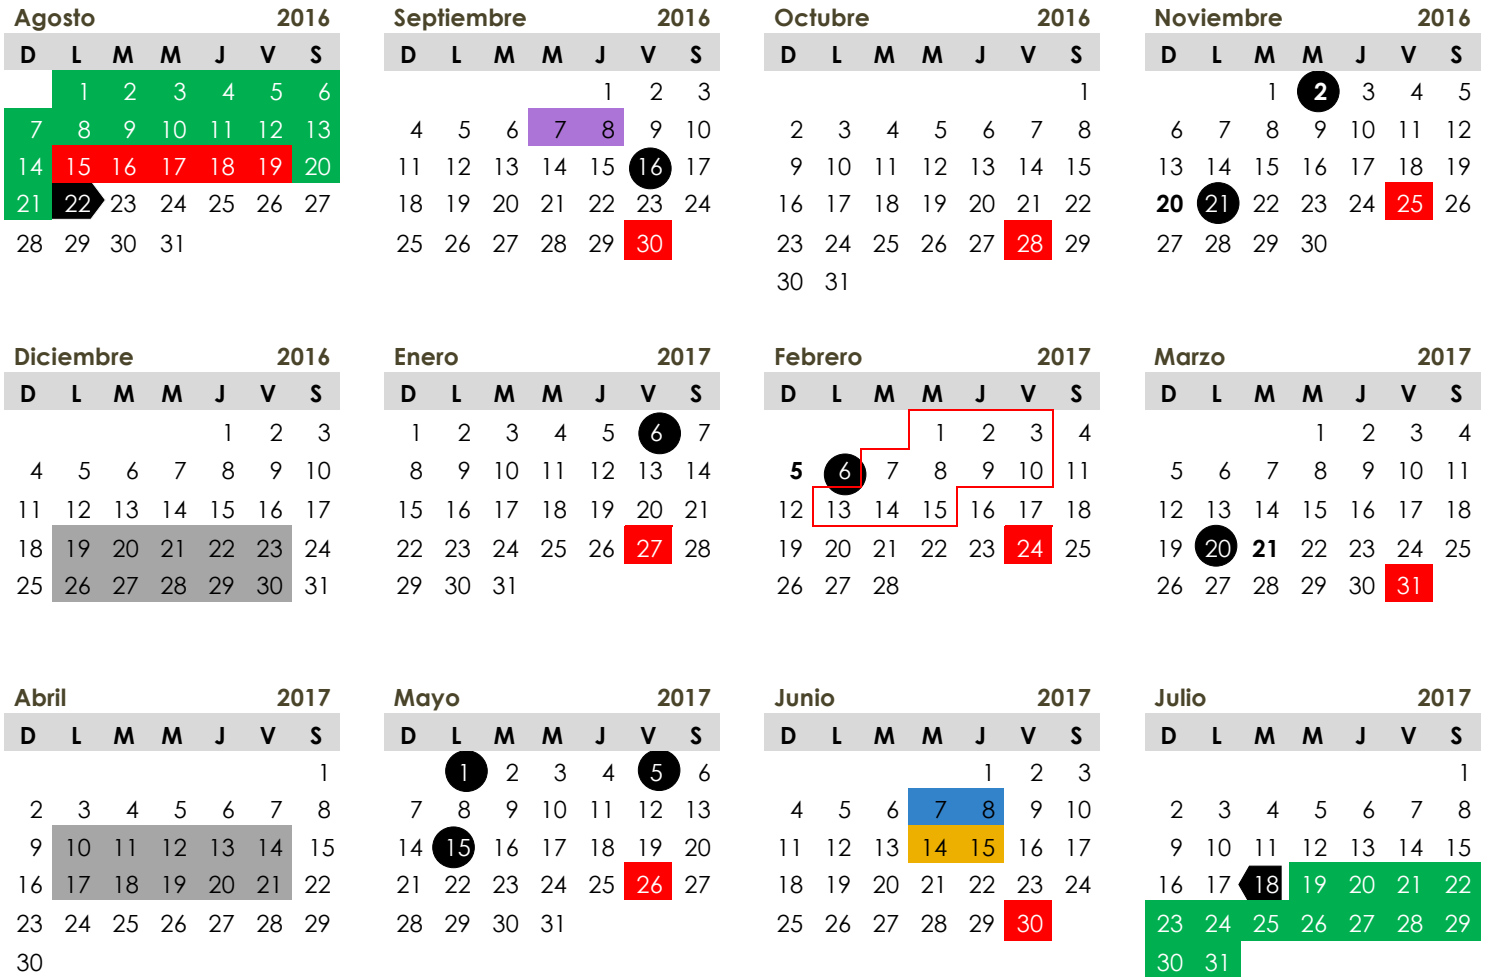 Agosto 2016 Septiembre 2016 Octubre 2016 Noviembre 2016
D L M M J V S D L M M J V S D L M M J V S D L M M J V S
1 2 3 4 5 6 1 2 3 1 1 2 3 4 5
7 8 9 10 11 12 13 4 5 6 7 8 9 10 2 3 4 5 6 7 8 6 7 8 9 10 11 12
14 15 16 17 18 19 20 11 12 13 14 15 16 17 9 10 11 12 13 14 15 13 14 15 16 17 18 19
21 22 23 24 25 26 27 18 19 20 21 22 23 24 16 17 18 19 20 21 22 20 21 22 23 24 25 26
28 29 30 31 25 26 27 28 29 30 23 24 25 26 27 28 29 27 28 29 30
30 31
Diciembre 2016 Enero 2017 Febrero 2017 Marzo 2017
D L M M J V S D L M M J V S D L M M J V S D L M M J V S
1 2 3 1 2 3 4 5 6 7 1 2 3 4 1 2 3 4
4 5 6 7 8 9 10 8 9 10 11 12 13 14 5 6 7 8 9 10 11 5 6 7 8 9 10 11
11 12 13 14 15 16 17 15 16 17 18 19 20 21 12 13 14 15 16 17 18 12 13 14 15 16 17 18
18 19 20 21 22 23 24 22 23 24 25 26 27 28 19 20 21 22 23 24 25 19 20 21 22 23 24 25
25 26 27 28 29 30 31 29 30 31 26 27 28 26 27 28 29 30 31
Abril 2017 Mayo 2017 Junio 2017 Julio 2017
D L M M J V S D L M M J V S D L M M J V S D L M M J V S
1 1 2 3 4 5 6 1 2 3 1
2 3 4 5 6 7 8 7 8 9 10 11 12 13 4 5 6 7 8 9 10 2 3 4 5 6 7 8
9 10 11 12 13 14 15 14 15 16 17 18 19 20 11 12 13 14 15 16 17 9 10 11 12 13 14 15
16 17 18 19 20 21 22 21 22 23 24 25 26 27 18 19 20 21 22 23 24 16 17 18 19 20 21 22
23 24 25 26 27 28 29 28 29 30 31 25 26 27 28 29 30 23 24 25 26 27 28 29
30 30 31